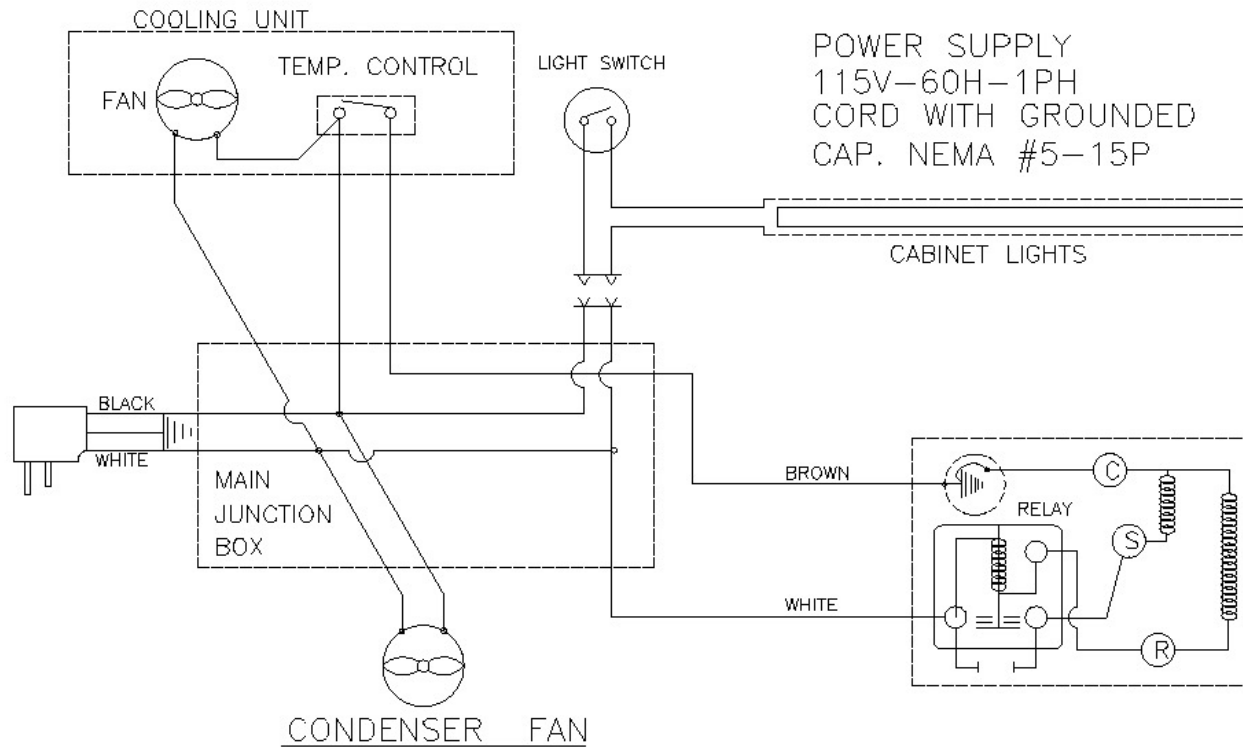 COOLING UNIT
FAN
TEMP. CONTROL
LIGHT SWITCH
POWER SUPPLY
115V-60H-1PH
CORD WITH GROUNDED
CAP. NEMA #5-15P
CABINET LIGHTS
BLACK
WHITE
MAIN
JUNCTION
BOX
BROWN
C
RELAY
S
WHITE
R
CONDENSER FAN